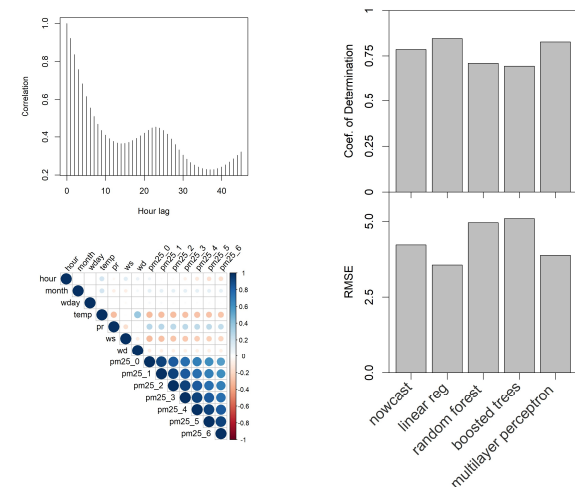 Correlation
1.0
0.8
0.6
0.4
0.2
0 10 20 30 40
Hour lag
hour month wday temp pr ws wd pm25_0 pm25_1 pm25_2 pm25_3 pm25_4 pm25_5 pm25_6
hour
month
wday
temp
pr
ws
wd
pm25_0
pm25_1
pm25_2
pm25_3
pm25_4
pm25_5
pm25_6
1
0.8
0.6
0.4
0.2
0
-0.2
-0.4
-0.6
-0.8
-1
Coef. of Determination
1
0.75
0.5
0.25
0
RMSE
5.0
2.5
0.0
nowcast
linear reg
random forest
boosted trees
multilayer perceptron